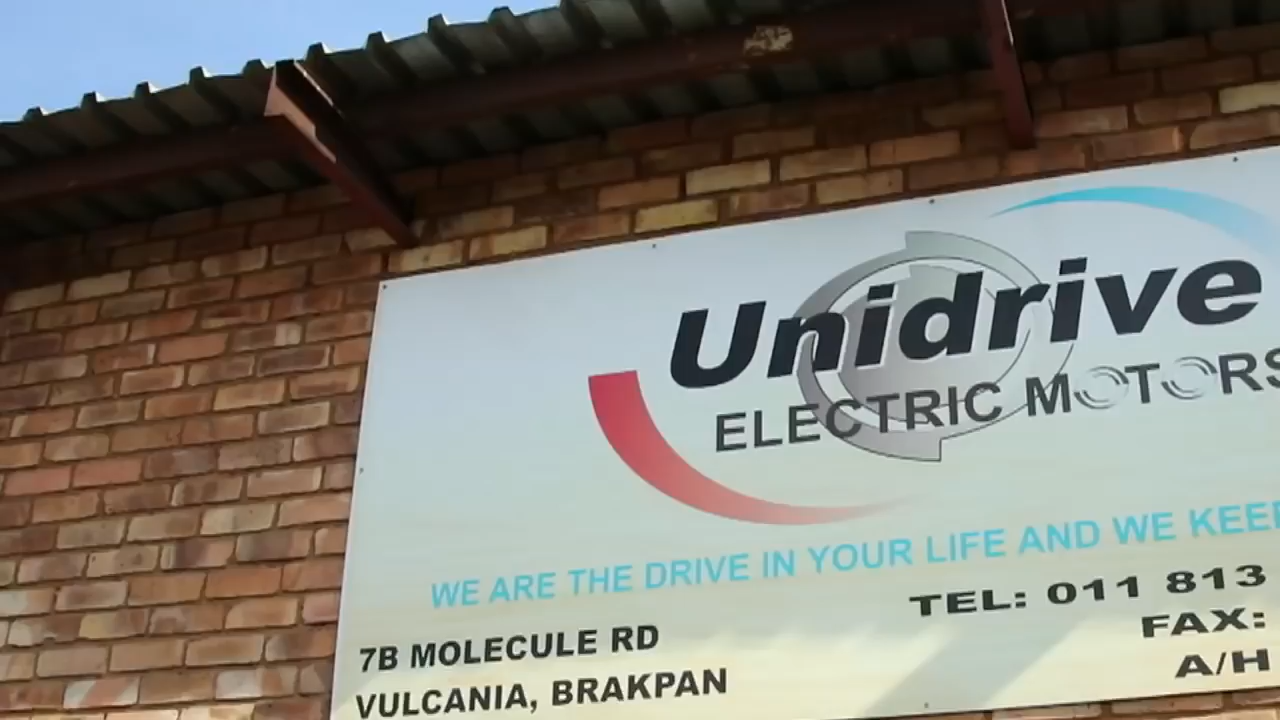 Unidrive
ELECTRIC MOTORS
WE ARE THE DRIVE IN YOUR LIFE AND WE KEEP
TEL: 011 813
7B MOLECULE RD
FAX:
VULCANIA, BRAKPAN
A/H